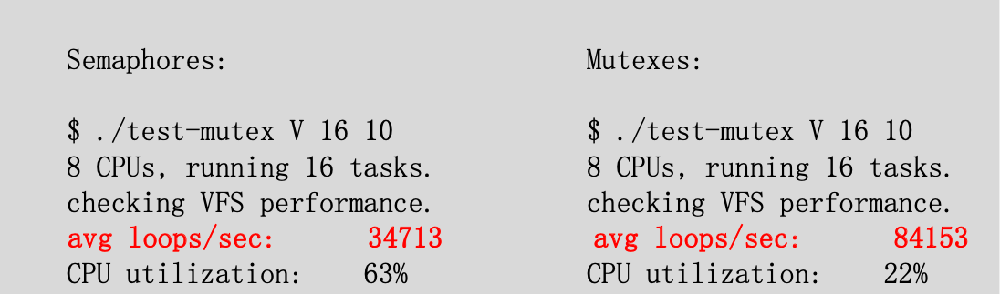 Semaphores:
$ ./test-mutex V 16 10
8 CPUs, running 16 tasks.
checking VFS performance.
avg loops/sec: 34713
CPU utilization: 63%
Mutexes:
$ ./test-mutex V 16 10
8 CPUs, running 16 tasks.
checking VFS performance.
avg loops/sec: 84153
CPU utilization: 22%